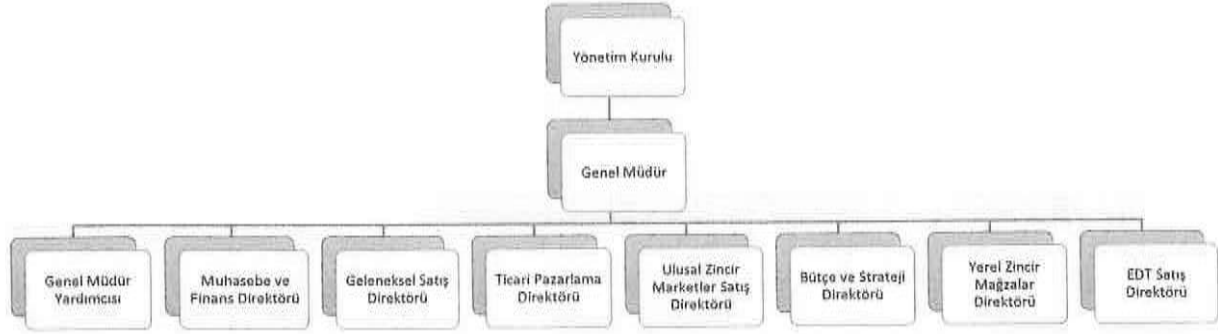 Yönetim Kurulu
Genel Müdür
Genel Müdür
Yardımcısı
Muhasebe ve
Finans Direktörü
Geleneksel Satış
Direktörü
Ticari Pazarlama
Direktörü
Ulusal Zincir
Marketler Satış
Direktörü
Bütçe ve Strateji
Direktörü
Yerel Zincir
Mağzalar
Direktörü
EDT Satış
Direktörü